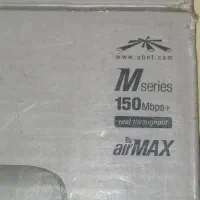 www.ubnt.com
M series
150Mbps+
real throughput
airMAX